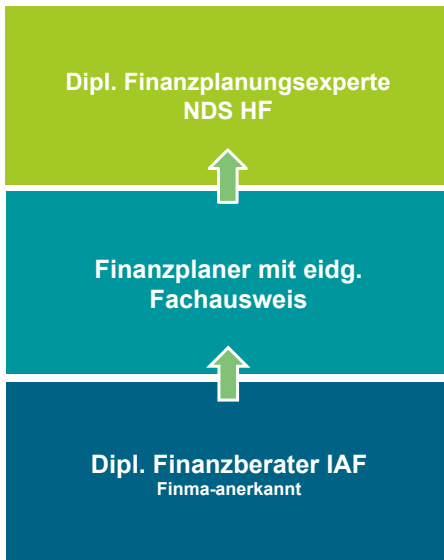 Dipl. Finanzplanungsexperte
NDS HF
Finanzplaner mit eidg.
Fachausweis
Dipl. Finanzberater IAF
Finma-anerkannt